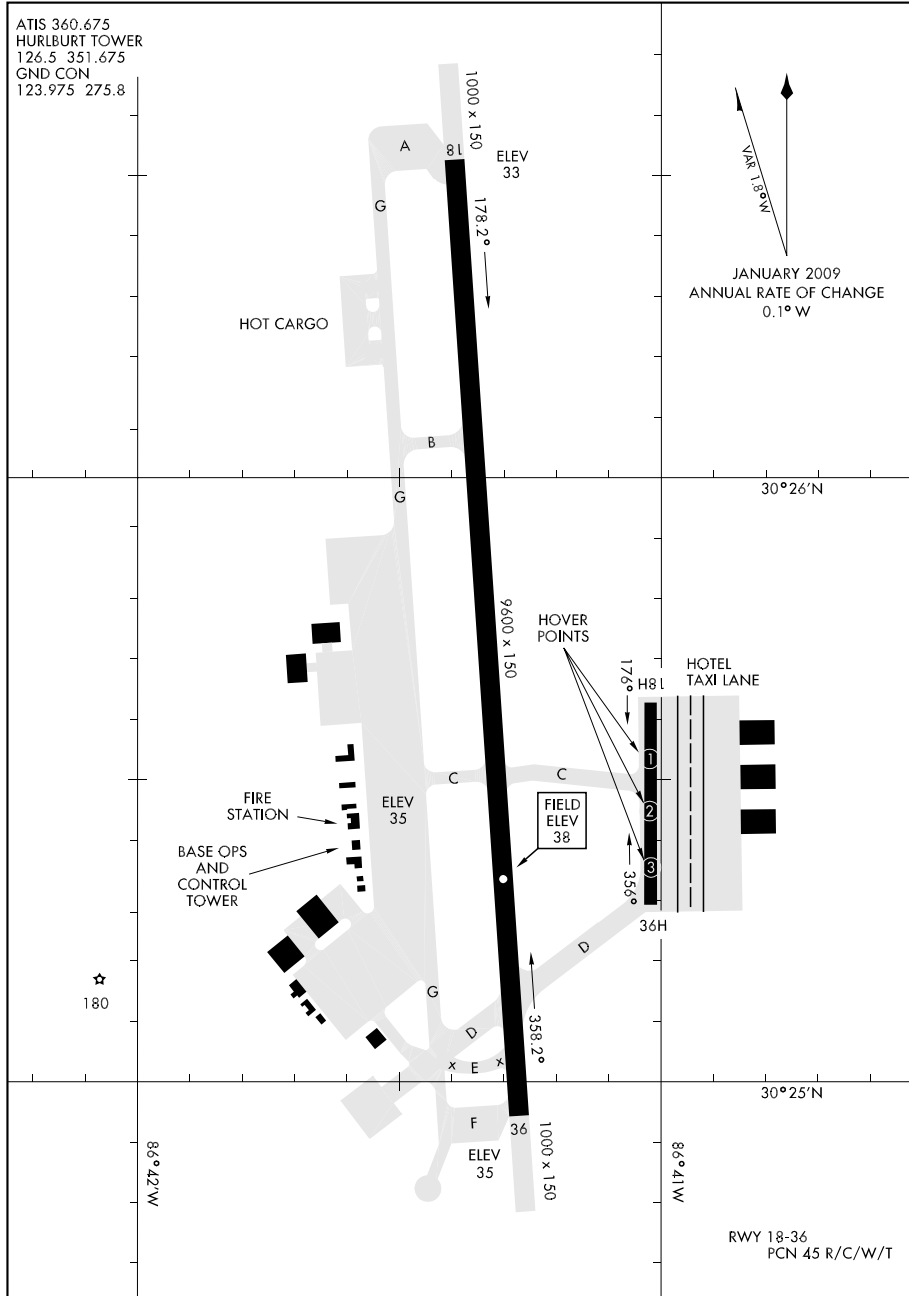 ATIS 360.675
HURLBURT TOWER
126.5 351.675
GND CON
123.975 275.8
1000 x 150
A
18
ELEV
33
G
178.2°
VAR 1.8°W
JANUARY 2009
ANNUAL RATE OF CHANGE
0.1° W
HOT CARGO
B
G
30°26'N
9600 x 150
HOVER
POINTS
176°
18H
HOTEL
TAXI LANE
1
C
C
2
FIRE
STATION
ELEV
35
FIELD
ELEV
38
BASE OPS
AND
CONTROL
TOWER
3
356°
36H
D
180
G
D
358.2°
x
E
x
30°25'N
F
36
ELEV
35
1000 x 150
86°42'W
86°41'W
RWY 18-36
PCN 45 R/C/W/T